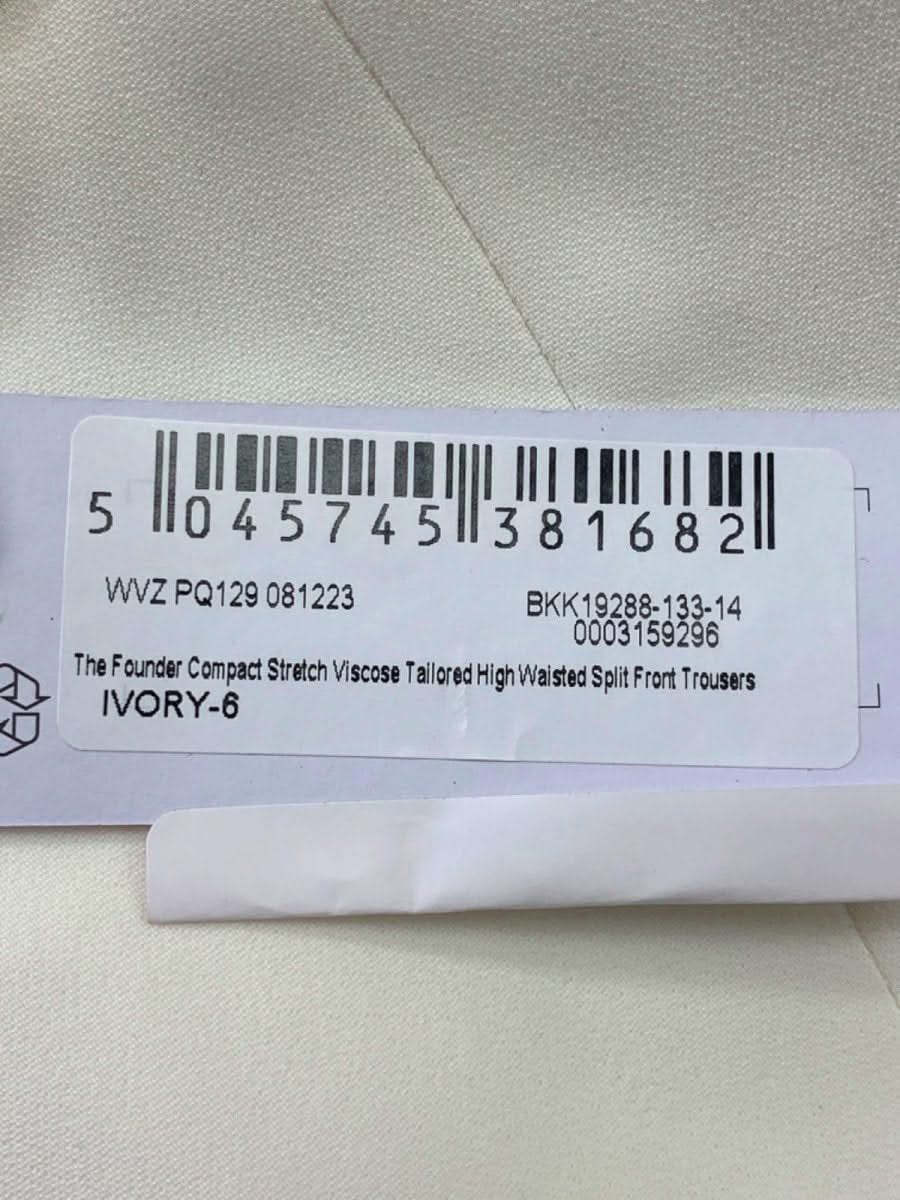 5 045745 381682
WVZ PQ129 081223
BKK19288-133-14
0003159296
The Founder Compact Stretch Viscose Tailored High Waisted Split Front Trousers
IVORY-6